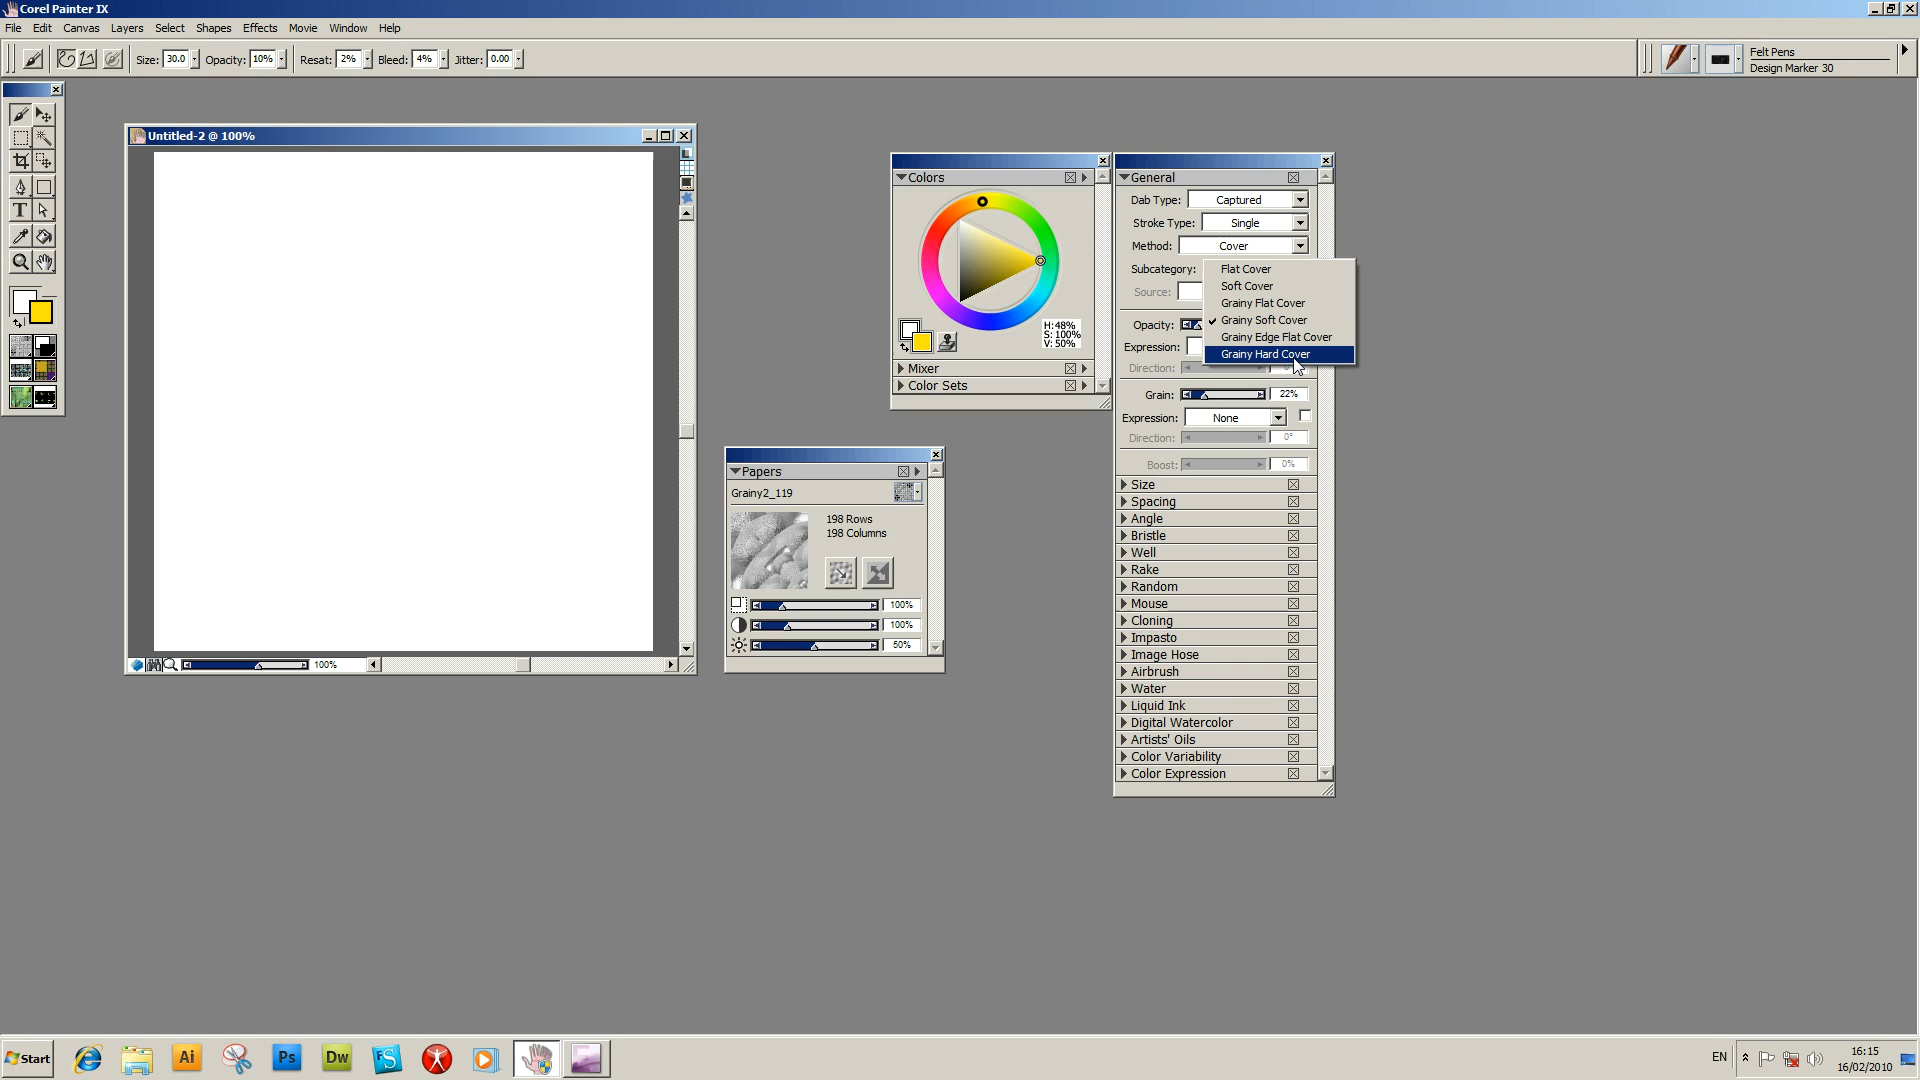 Corel Painter IX
File Edit Canvas Layers Select Shapes Effects Movie Window Help
Size: 30.0 Opacity: 10% Resat: 2% Bleed: 4% Jitter: 0.00
Felt Pens
Design Marker 30
Untitled-2 @ 100%
100%
Colors
H:48%
S: 100%
V: 50%
Mixer
Color Sets
Papers
Grainy2_119
198 Rows
198 Columns
100%
100%
50%
General
Dab Type: Captured
Stroke Type: Single
Method: Cover
Subcategory:
Source:
Flat Cover
Soft Cover
Grainy Flat Cover
Grainy Soft Cover
Grainy Edge Flat Cover
Grainy Hard Cover
Opacity:
Expression:
Direction:
Grain: 22%
Expression: None
Direction: 0°
Boost: 0%
Size
Spacing
Angle
Bristle
Well
Rake
Random
Mouse
Cloning
Impasto
Image Hose
Airbrush
Water
Liquid Ink
Digital Watercolor
Artists' Oils
Color Variability
Color Expression
T
Start
Ai
Ps
Dw
FS
EN
16:15
16/02/2010